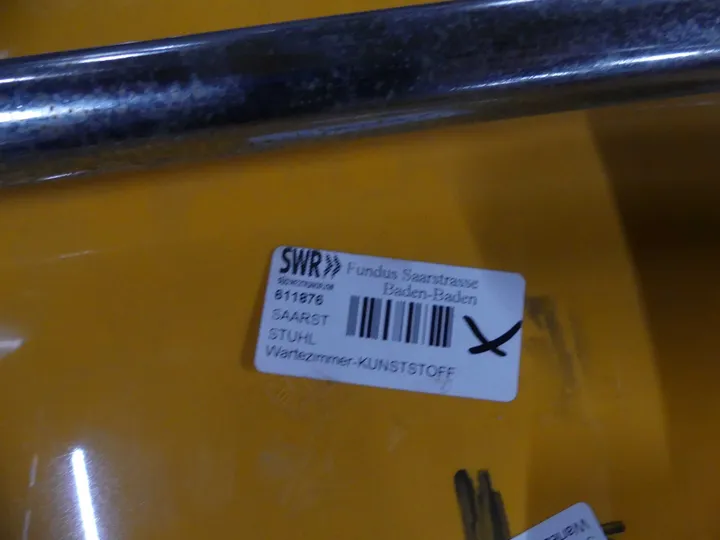 SWR»
Fundus Saarstrasse
Baden-Baden
611876
SAARST
STUHL
Wartezimmer-KUNSTSTOFF